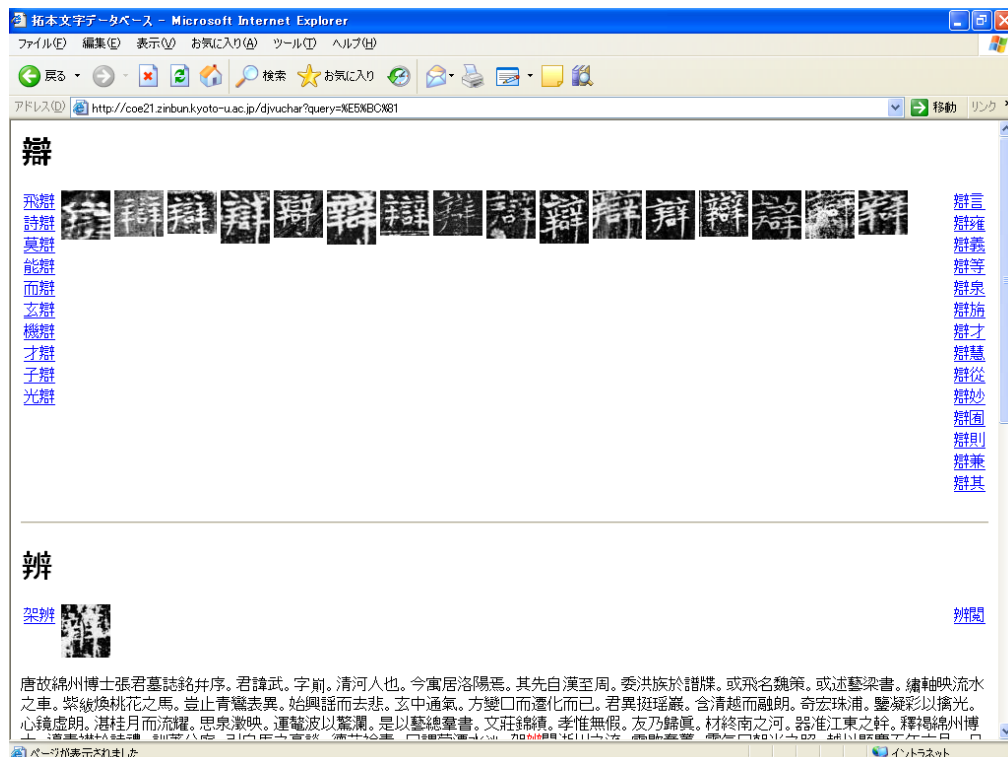 拓本文字データベース - Microsoft Internet Explorer
ファイル(F) 編集(E) 表示(V) お気に入り(A) ツール(T) ヘルプ(H)
戻る 検索 お気に入り
アドレス(D) http://coe21.zinbun.kyoto-u.ac.jp/djvuchar?query=%E5%BC%81 移動 リンク
辯
飛辯 辯言
詩辯 辯雍
莫辯 辯義
能辯 辯等
而辯 辯泉
玄辯 辯旃
機辯 辯才
才辯 辯慧
子辯 辯從
光辯 辯妙
辯囿
辯則
辯兼
辯其
辨
架辨 辨閲
唐故綿州博士張君墓誌銘幷序。君諱武。字。清河人也。今寓居洛陽焉。其先自漢至周。委洪族於譜牒。或飛名魏策。或述藝梁書。繡軸映流水
之車。紫紱煥桃花之馬。豈止青鸞表異。始興謡而去悲。玄中通氣。方變口而遷化而已。君異挺瑶巖。含清越而融朗。奇宏珠浦。鑒凝彩以擒光。
心鏡虚朗。湛桂月而流耀。思泉澂映。運鼇波以驚瀾。是以藝總羣書。文莊錦績。孝惟無假。友乃歸眞。材終南之河。器准江東之幹。釋褐綿州博
ページが表示されました イントラネット